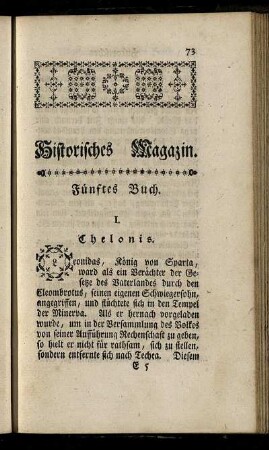 73
Historisches Magazin.
Fünftes Buch.
I.
Chelonis.
Leonidas, König von Sparta,
ward als ein Verächter der Ge-
setze des Vaterlandes durch den
Cleombrotus, seinen eigenen Schwiegersohn,
angegriffen, und flüchtete sich in den Tempel
der Minerva. Als er hernach vorgeladen
wurde, um in der Versammlung des Volkes
von seiner Aufführung Rechenschaft zu geben,
so hielt er nicht für rathsam, sich zu stellen,
sondern entfernte sich nach Techea. Diesem
E 5